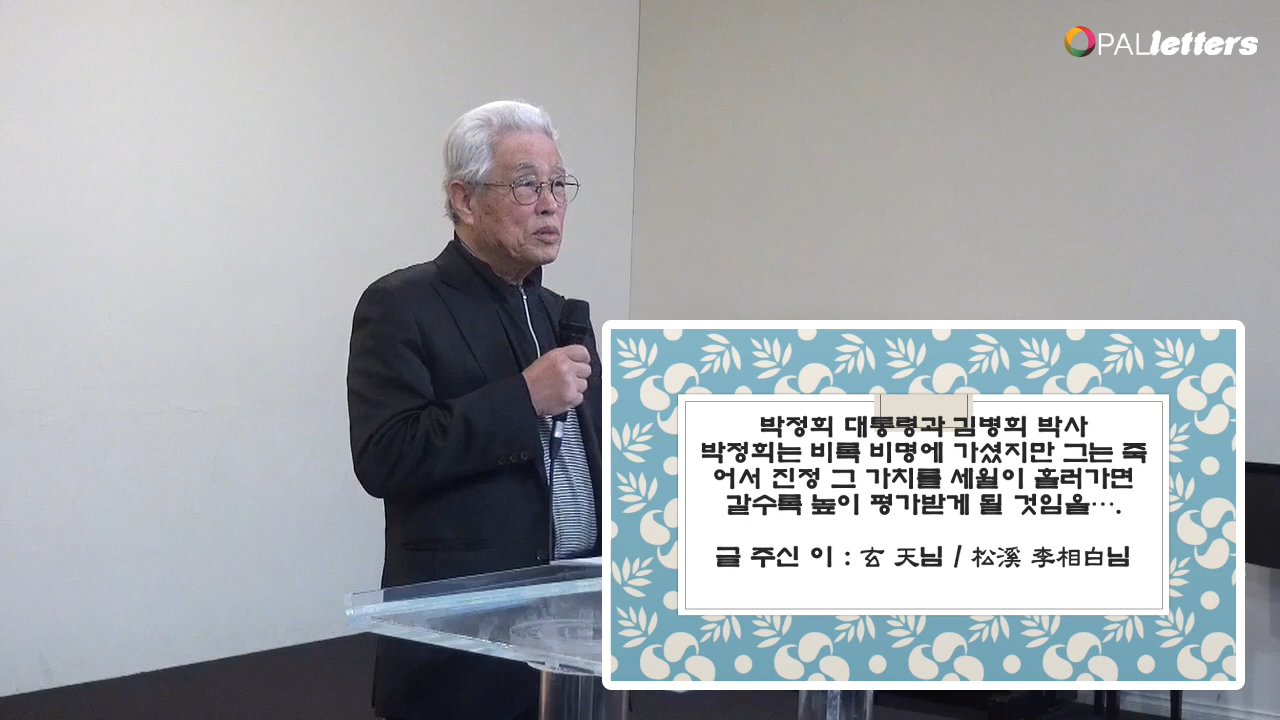 OPALletters
박정희 대통령과 김병희 박사
박정희는 비록 비명에 가셨지만 그는 죽
어서 진정 그 가치를 세월이 흘러가면
갈수록 높이 평가받게 될 것임을….
글 주신 이 : 玄 天님 / 松溪 李相白님